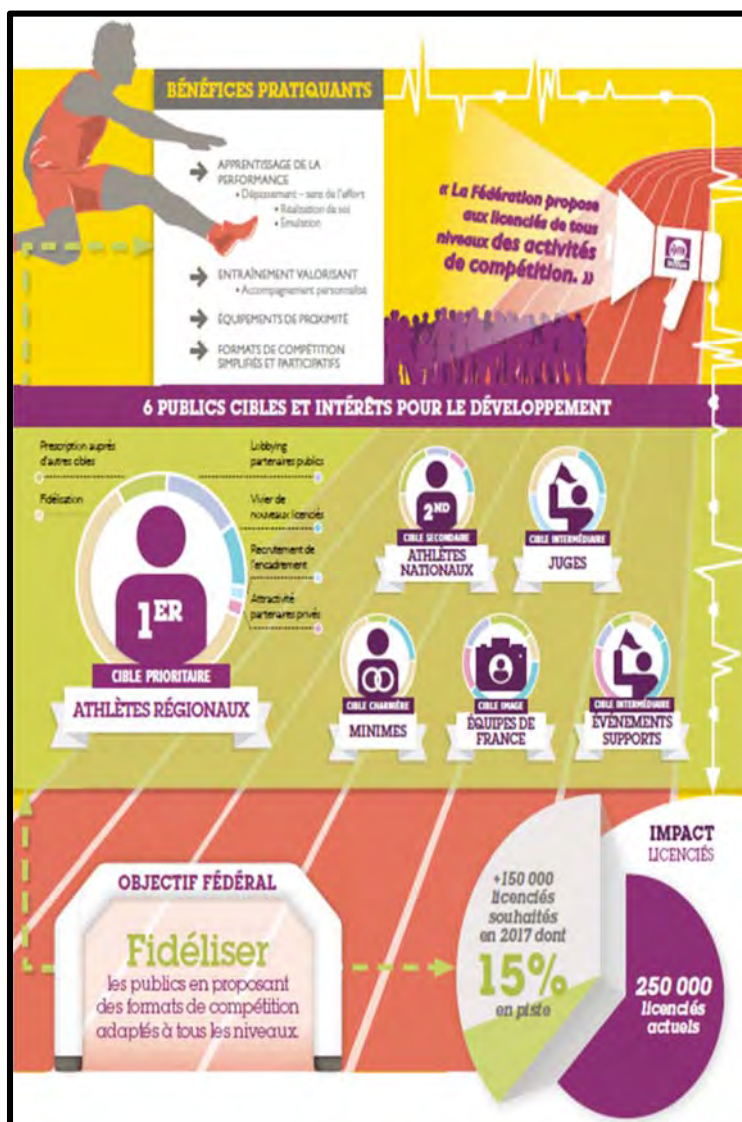 BÉNÉFICES PRATIQUANTS
APPRENTISSAGE DE LA
PERFORMANCE
• Dépassement – sens de l'effort
• Réalisation de soi
• Émulation
ENTRAÎNEMENT VALORISANT
• Accompagnement personnalisé
ÉQUIPEMENTS DE PROXIMITÉ
FORMATS DE COMPÉTITION
SIMPLIFIÉS ET PARTICIPATIFS
« La Fédération propose
aux licenciés de tous
niveaux des activités
de compétition. »
6 PUBLICS CIBLES ET INTÉRÊTS POUR LE DÉVELOPPEMENT
Prescription auprès
d'autres cibles
Fidélisation
Lobbying
partenaires publics
Vivier de
nouveaux licenciés
Recrutement de
l'encadrement
Attractivité
partenaires privés
1ER
CIBLE PRIORITAIRE
ATHLÈTES RÉGIONAUX
2ND
CIBLE SECONDAIRE
ATHLÈTES
NATIONAUX
CIBLE INTERMÉDIAIRE
JUGES
CIBLE CHARNIÈRE
MINIMES
CIBLE IMAGE
ÉQUIPES DE
FRANCE
CIBLE INTERMÉDIAIRE
ÉVÉNEMENTS
SUPPORTS
OBJECTIF FÉDÉRAL
Fidéliser
les publics en proposant
des formats de compétition
adaptés à tous les niveaux.
IMPACT
LICENCIÉS
+150 000
licenciés
souhaités
en 2017 dont
15%
en piste
250 000
licenciés
actuels